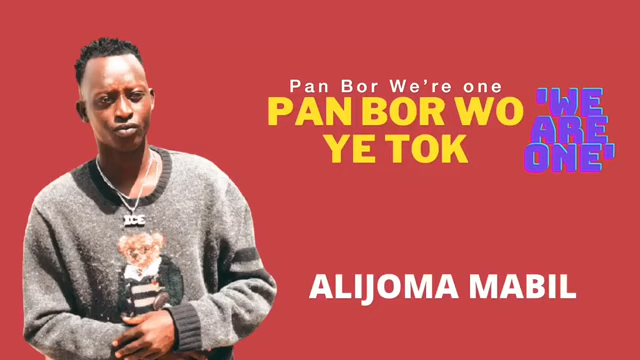 Pan Bor We're one
PAN BOR WO
YE TOK
'WE
ARE
ONE'
ICE
ALIJOMA MABIL